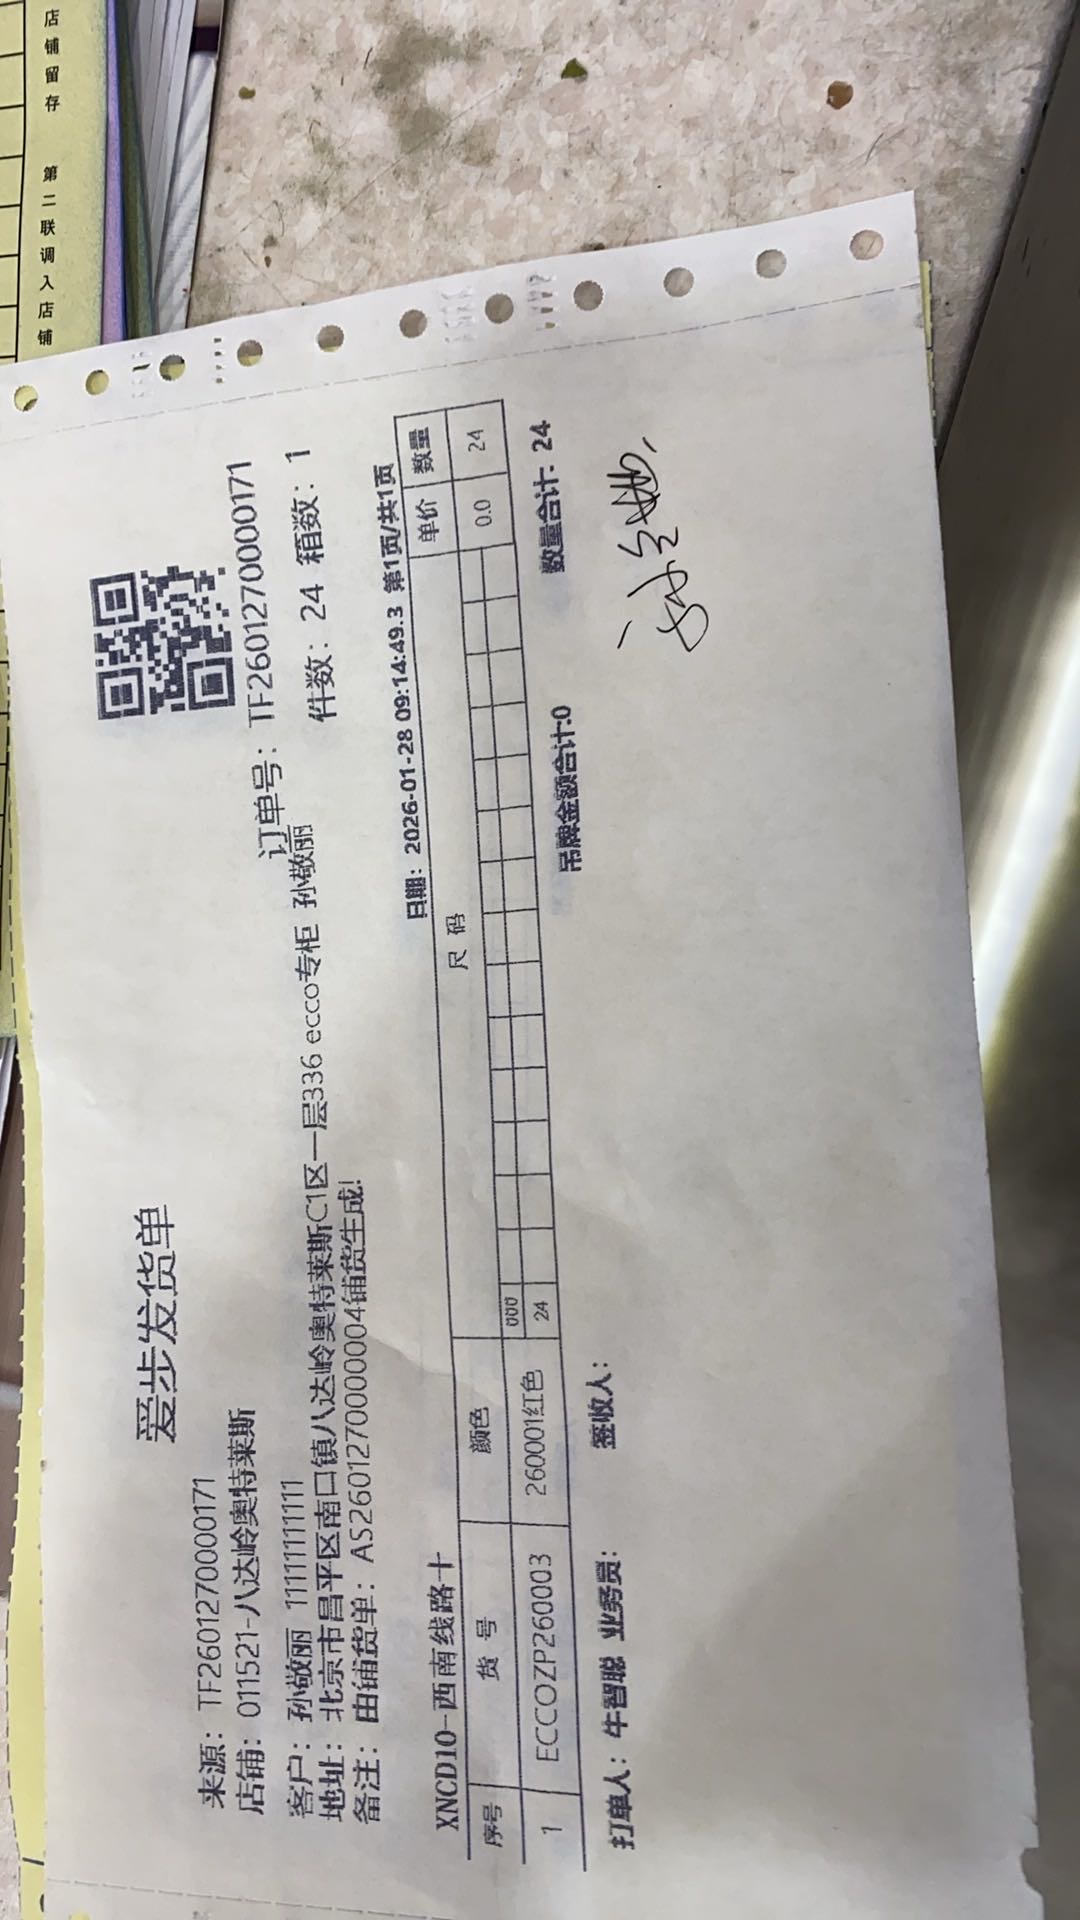 店铺留存 第二联调入店铺
爱步发货单
来源：TF2601270000171
订单号：TF2601270000171
店铺：011521-八达岭奥特莱斯
件数：24 箱数：1
客户：孙敬丽 11111111111
地址：北京市昌平区南口镇八达岭奥特莱斯C1区一层336 ecco专柜 孙敬丽
备注：由铺货单：AS2601270000004铺货生成!
日期：2026-01-28 09:14:49.3 第1页/共1页
XNCD10-西南线路十
序号 货号 颜色 尺码 单价 数量
000
1 ECCOZP260003 260001红色 24 0.0 24
吊牌金额合计:0 数量合计: 24
打单人：牛智聪 业务员： 签收人：